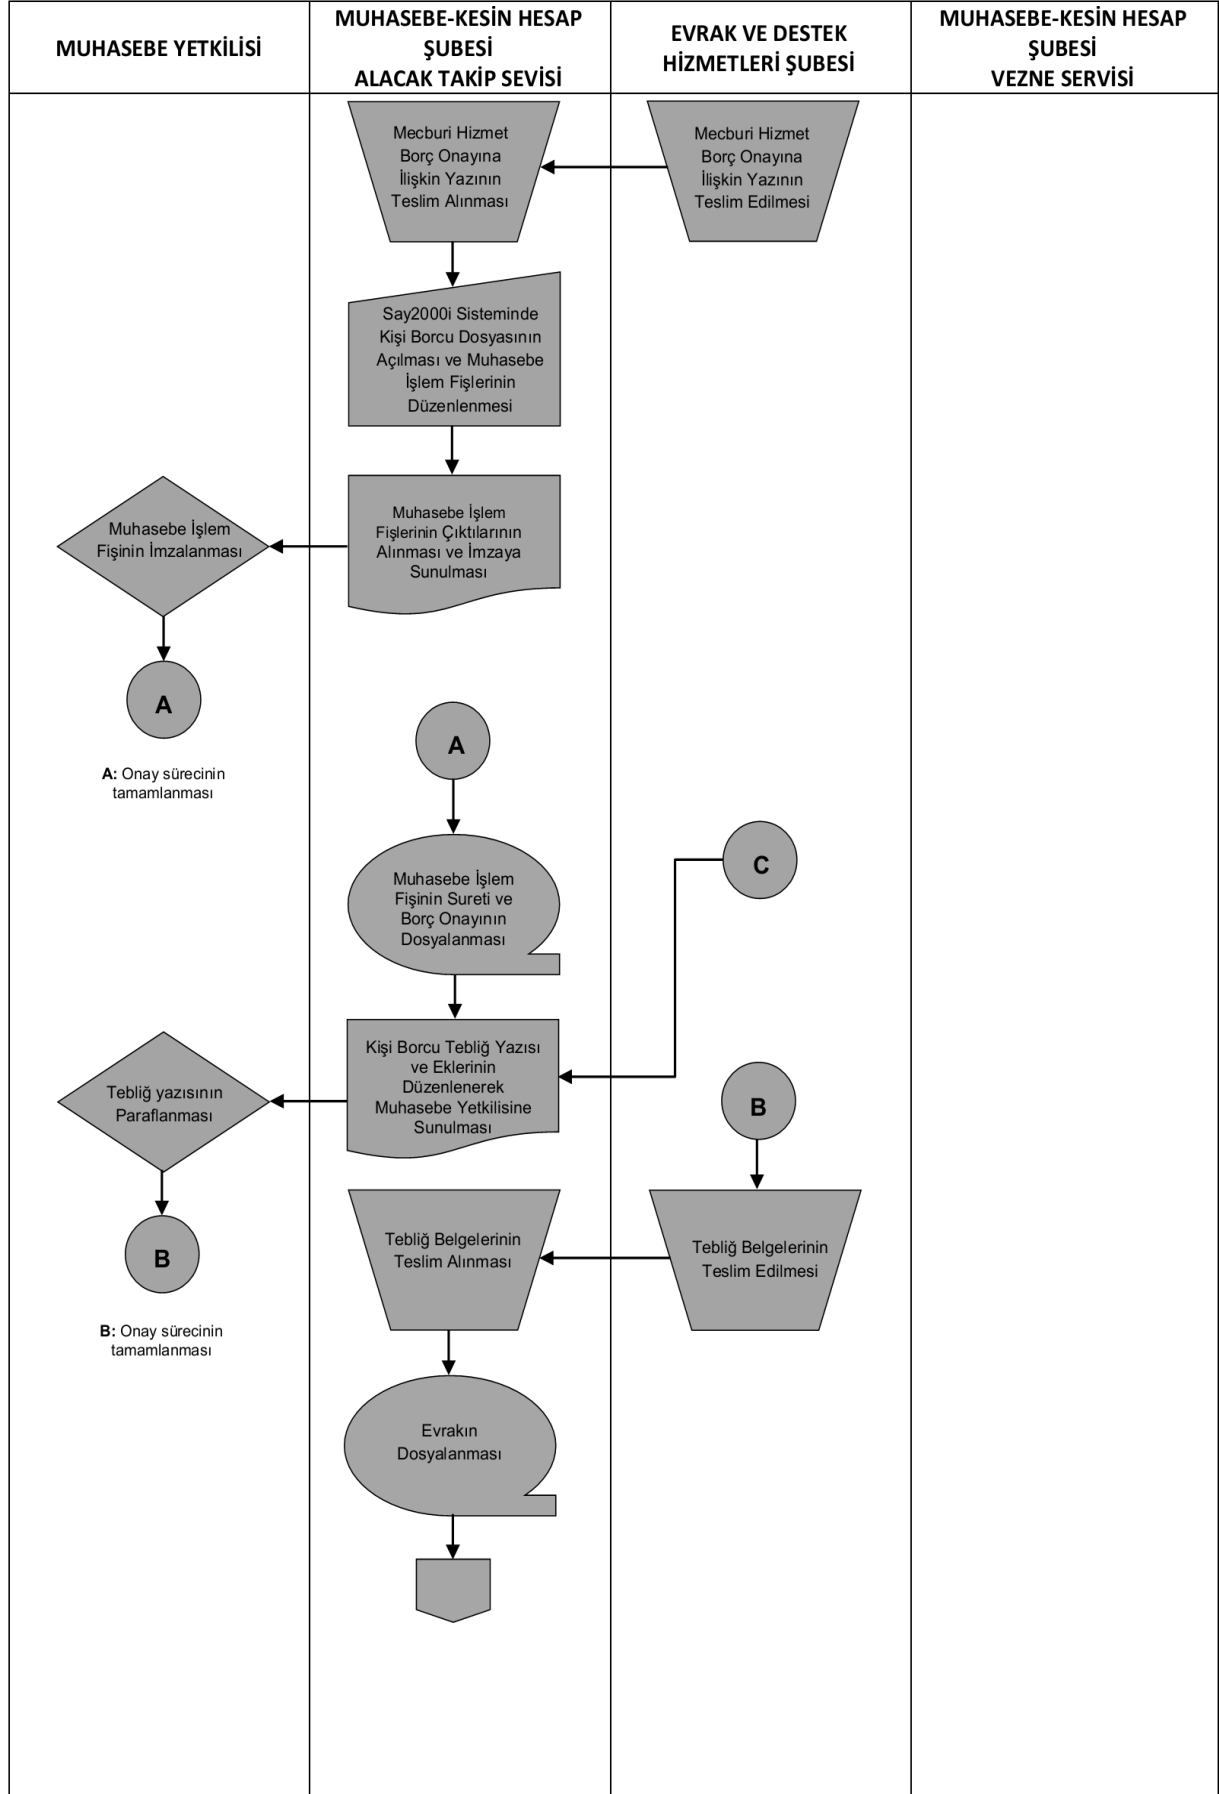 MUHASEBE YETKİLİSİ
MUHASEBE-KESİN HESAP
ŞUBESİ
ALACAK TAKİP SEVİSİ
EVRAK VE DESTEK
HİZMETLERİ ŞUBESİ
MUHASEBE-KESİN HESAP
ŞUBESİ
VEZNE SERVİSİ
Mecburi Hizmet
Borç Onayına
İlişkin Yazının
Teslim Alınması
Mecburi Hizmet
Borç Onayına
İlişkin Yazının
Teslim Edilmesi
Say2000i Sisteminde
Kişi Borcu Dosyasının
Açılması ve Muhasebe
İşlem Fişlerinin
Düzenlenmesi
Muhasebe İşlem
Fişlerinin Çıktılarının
Alınması ve İmzaya
Sunulması
Muhasebe İşlem
Fişinin İmzalanması
A
A: Onay sürecinin
tamamlanması
A
Muhasebe İşlem
Fişinin Sureti ve
Borç Onayının
Dosyalanması
C
Kişi Borcu Tebliğ Yazısı
ve Eklerinin
Düzenlenerek
Muhasebe Yetkilisine
Sunulması
Tebliğ yazısının
Paraflanması
B
B: Onay sürecinin
tamamlanması
B
Tebliğ Belgelerinin
Teslim Edilmesi
Tebliğ Belgelerinin
Teslim Alınması
Evrakın
Dosyalanması